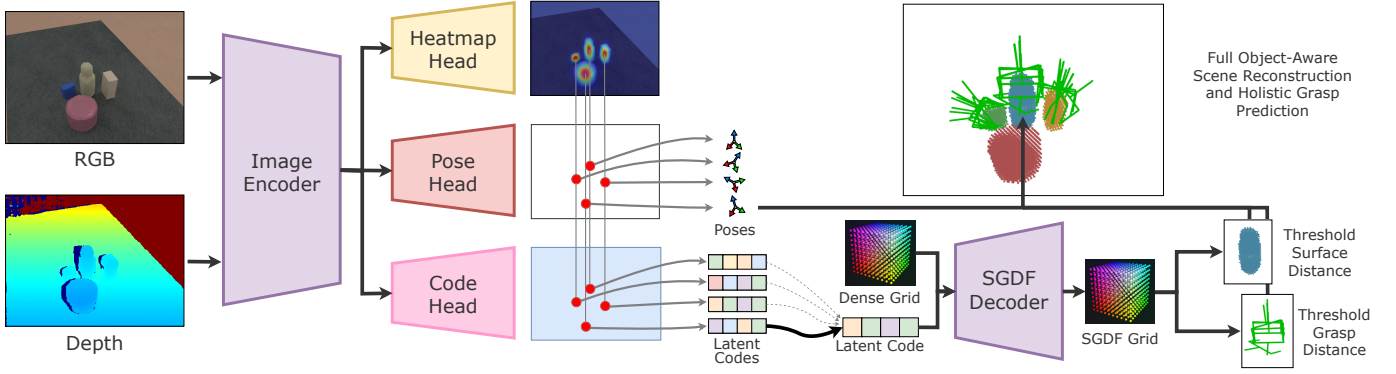 RGB
Depth
Image
Encoder
Heatmap
Head
Pose
Head
Code
Head
Poses
Latent
Codes
Dense Grid
Latent Code
SGDF
Decoder
SGDF Grid
Threshold
Surface
Distance
Threshold
Grasp
Distance
Full Object-Aware
Scene Reconstruction
and Holistic Grasp
Prediction